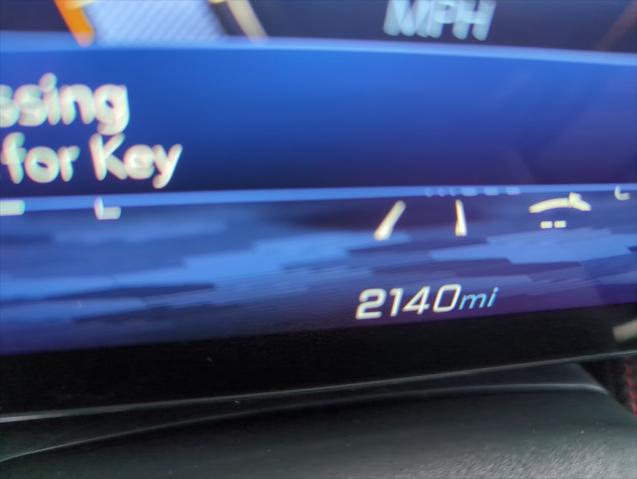 MPH
ssing
for Key
L
2140mi
--